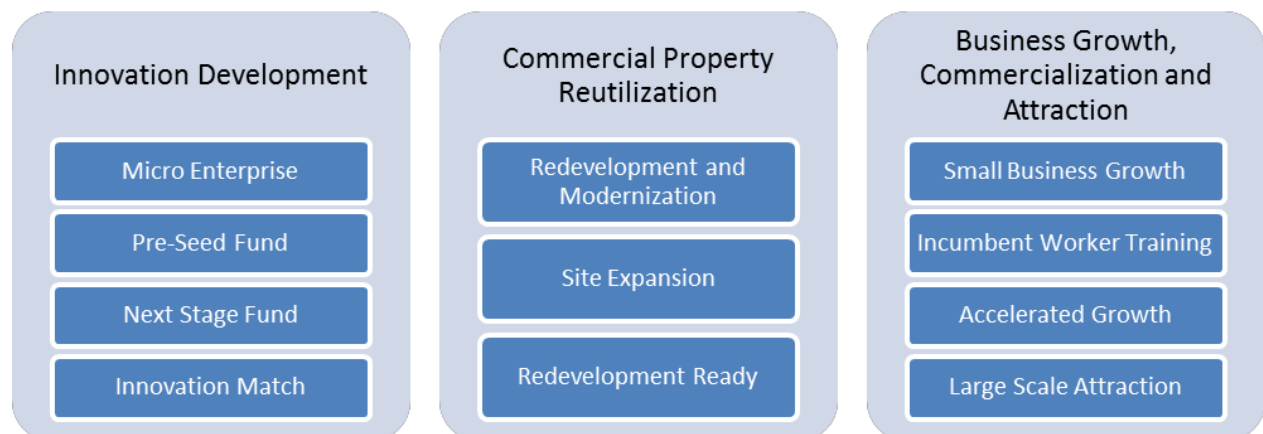 Innovation Development
Micro Enterprise
Pre-Seed Fund
Next Stage Fund
Innovation Match
Commercial Property
Reutilization
Redevelopment and
Modernization
Site Expansion
Redevelopment Ready
Business Growth,
Commercialization and
Attraction
Small Business Growth
Incumbent Worker Training
Accelerated Growth
Large Scale Attraction